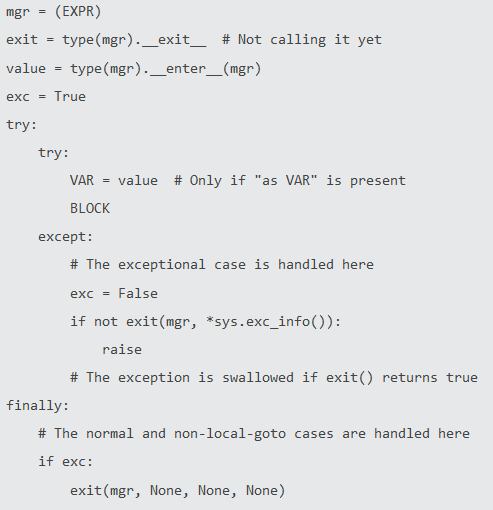 mgr = (EXPR)
exit = type(mgr).__exit__  # Not calling it yet
value = type(mgr).__enter__(mgr)
exc = True
try:
    try:
        VAR = value  # Only if "as VAR" is present
        BLOCK
    except:
        # The exceptional case is handled here
        exc = False
        if not exit(mgr, *sys.exc_info()):
            raise
        # The exception is swallowed if exit() returns true
finally:
    # The normal and non-local-goto cases are handled here
    if exc:
        exit(mgr, None, None, None)